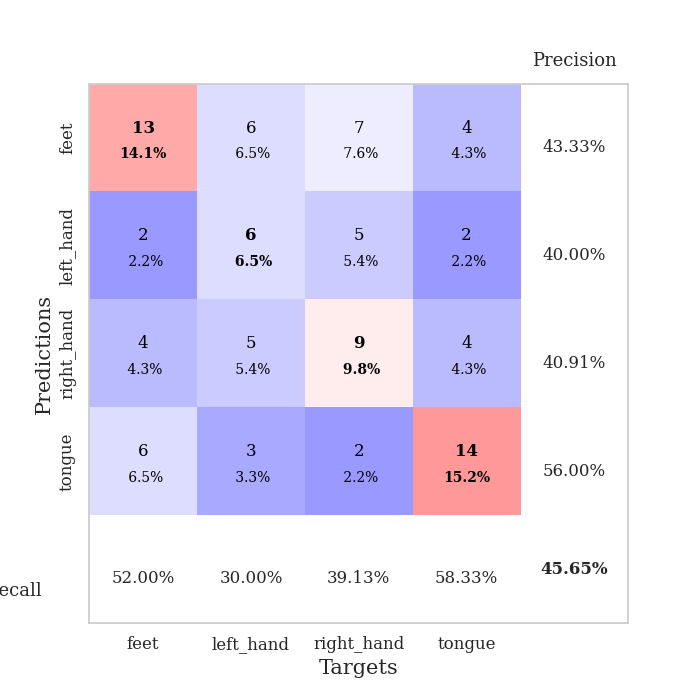 Precision
feet 13 6 7 4 43.33%
14.1% 6.5% 7.6% 4.3%
left_hand 2 6 5 2 40.00%
2.2% 6.5% 5.4% 2.2%
right_hand 4 5 9 4 40.91%
4.3% 5.4% 9.8% 4.3%
tongue 6 3 2 14 56.00%
6.5% 3.3% 2.2% 15.2%
Predictions
ecall 52.00% 30.00% 39.13% 58.33% 45.65%
feet left_hand right_hand tongue
Targets